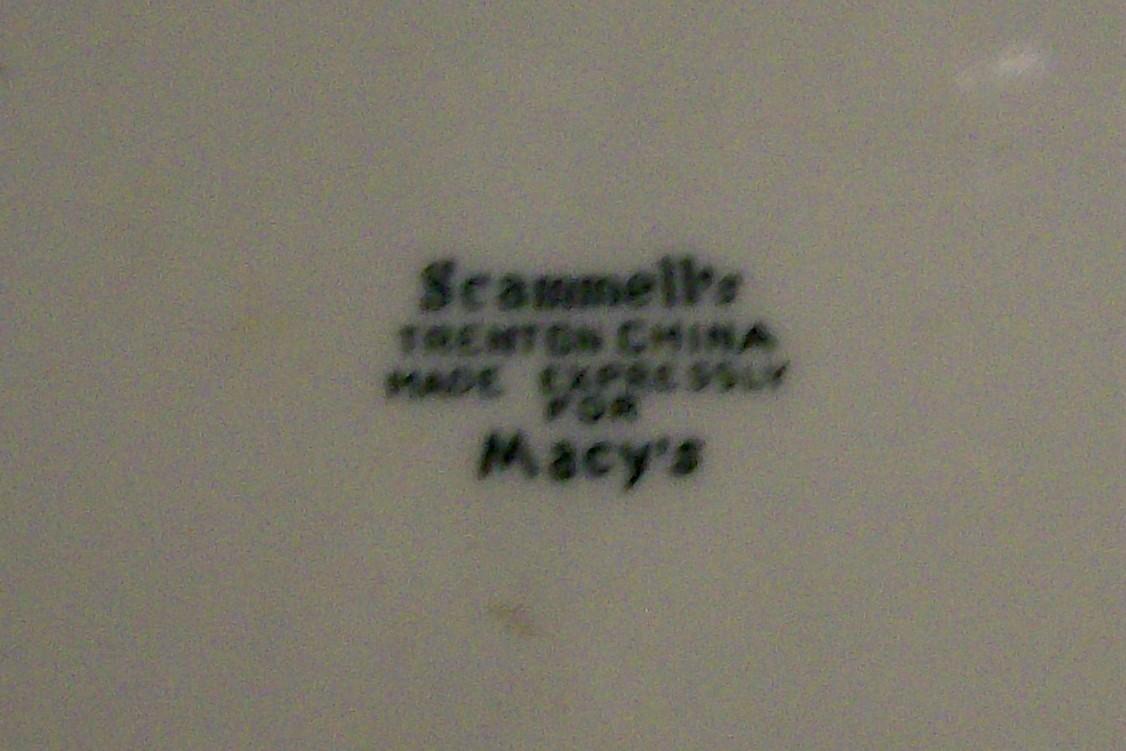 Scammell's
TRENTON CHINA
MADE EXPRESSLY
FOR
Macy's